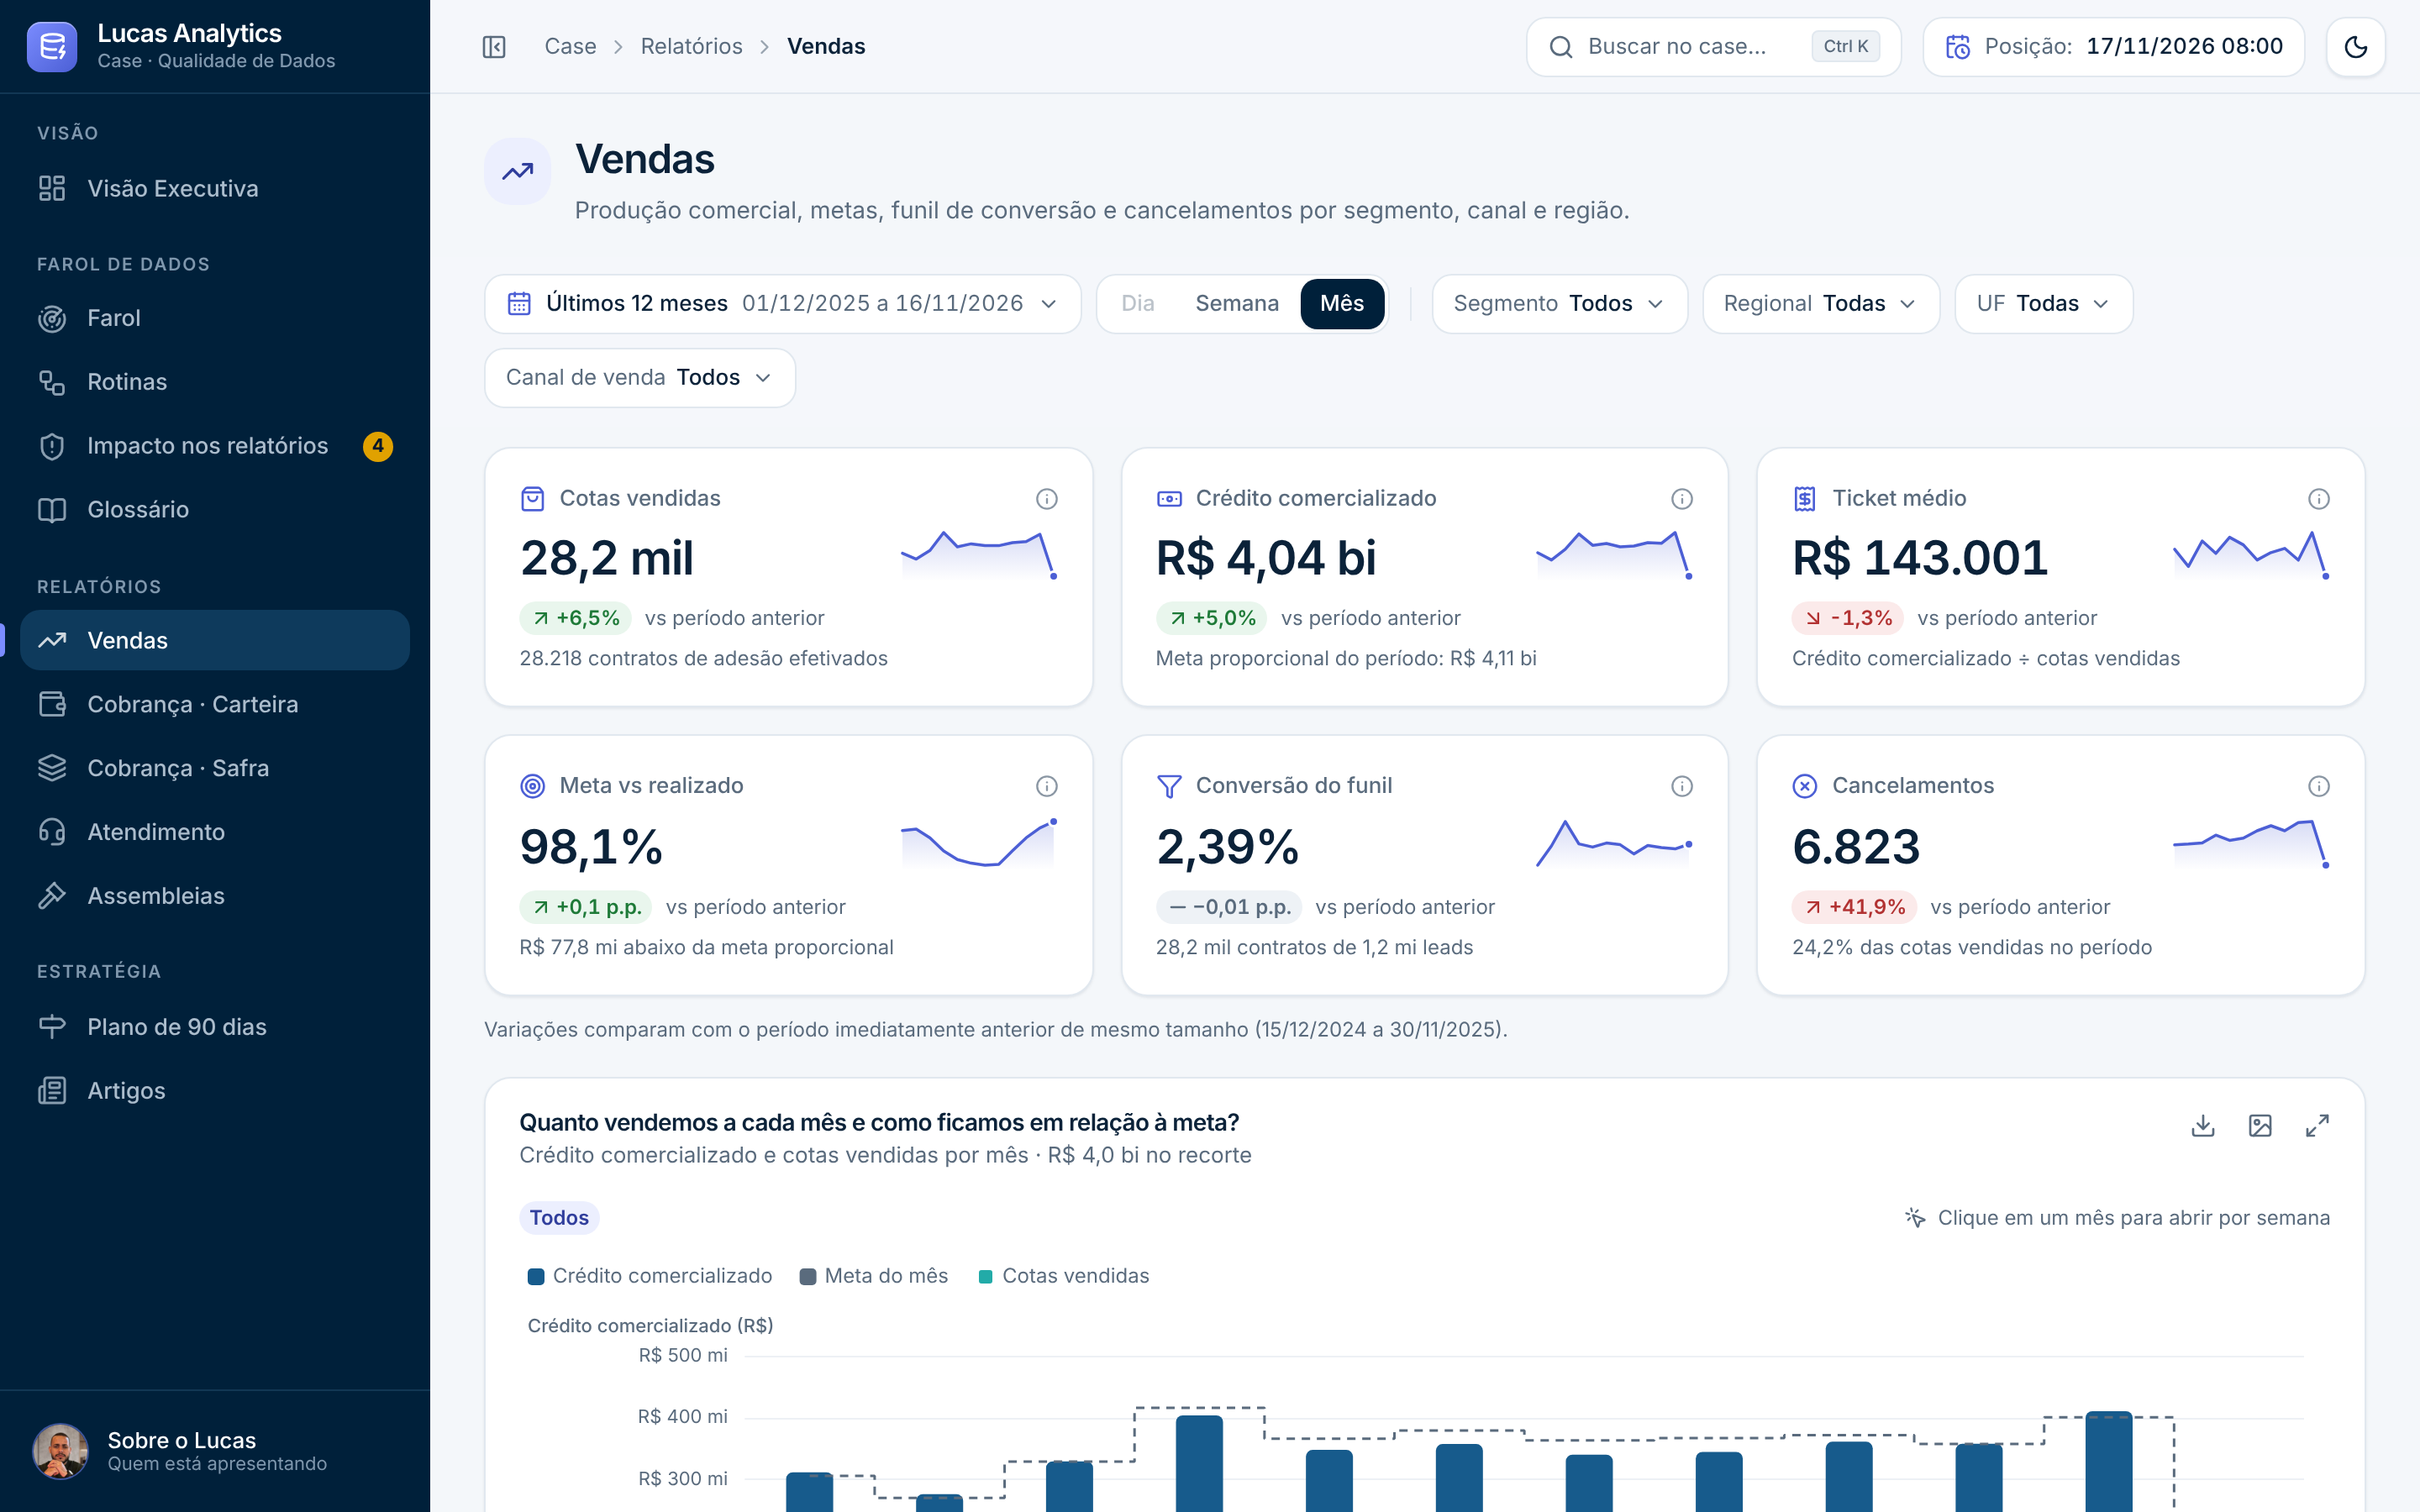 Lucas Analytics
Case · Qualidade de Dados
VISÃO
Visão Executiva
FAROL DE DADOS
Farol
Rotinas
Impacto nos relatórios 4
Glossário
RELATÓRIOS
Vendas
Cobrança · Carteira
Cobrança · Safra
Atendimento
Assembleias
ESTRATÉGIA
Plano de 90 dias
Artigos
Sobre o Lucas
Quem está apresentando
Case > Relatórios > Vendas
Buscar no case... Ctrl K
Posição: 17/11/2026 08:00
Vendas
Produção comercial, metas, funil de conversão e cancelamentos por segmento, canal e região.
Últimos 12 meses 01/12/2025 a 16/11/2026
Dia Semana Mês
Segmento Todos
Regional Todas
UF Todas
Canal de venda Todos
Cotas vendidas
28,2 mil
+6,5% vs período anterior
28.218 contratos de adesão efetivados
Crédito comercializado
R$ 4,04 bi
+5,0% vs período anterior
Meta proporcional do período: R$ 4,11 bi
Ticket médio
R$ 143.001
-1,3% vs período anterior
Crédito comercializado ÷ cotas vendidas
Meta vs realizado
98,1%
+0,1 p.p. vs período anterior
R$ 77,8 mi abaixo da meta proporcional
Conversão do funil
2,39%
−0,01 p.p. vs período anterior
28,2 mil contratos de 1,2 mi leads
Cancelamentos
6.823
+41,9% vs período anterior
24,2% das cotas vendidas no período
Variações comparam com o período imediatamente anterior de mesmo tamanho (15/12/2024 a 30/11/2025).
Quanto vendemos a cada mês e como ficamos em relação à meta?
Crédito comercializado e cotas vendidas por mês · R$ 4,0 bi no recorte
Todos
Clique em um mês para abrir por semana
Crédito comercializado Meta do mês Cotas vendidas
Crédito comercializado (R$)
R$ 500 mi
R$ 400 mi
R$ 300 mi